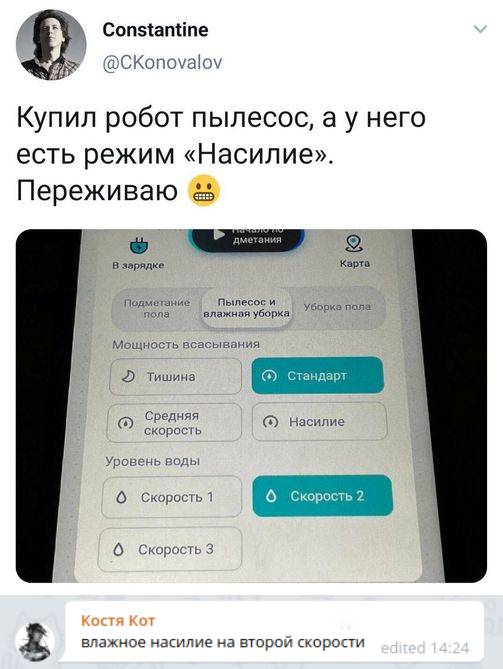 Constantine
@CKonovalov
Купил робот пылесос, а у него
есть режим «Насилие».
Переживаю 😬
Начало по
дметания
В зарядке
Карта
Подметание
пола
Пылесос и
влажная уборка
Уборка пола
Мощность всасывания
Тишина
Стандарт
Средняя
скорость
Насилие
Уровень воды
Скорость 1
Скорость 2
Скорость 3
Костя Кот
влажное насилие на второй скорости
edited 14:24